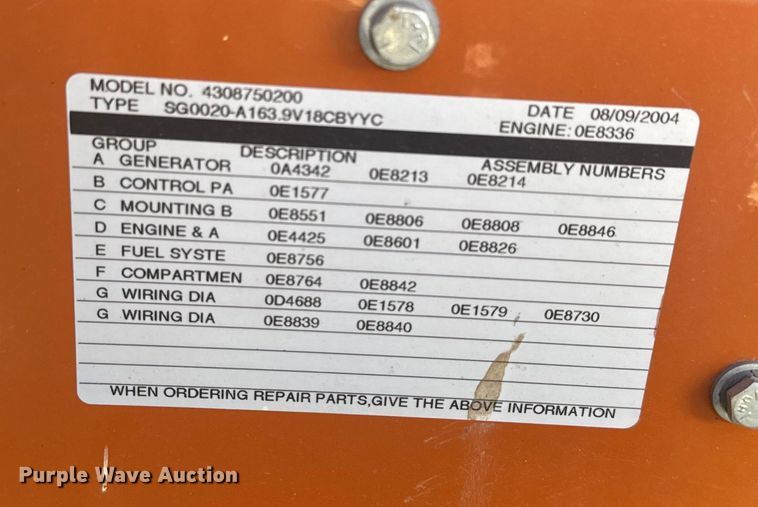 MODEL NO. 4308750200
TYPE SG0020-A163.9V18CBYYC
DATE 08/09/2004
ENGINE: 0E8336
GROUP DESCRIPTION ASSEMBLY NUMBERS
A GENERATOR 0A4342 0E8213 0E8214
B CONTROL PA 0E1577
C MOUNTING B 0E8551 0E8806 0E8808 0E8846
D ENGINE & A 0E4425 0E8601 0E8826
E FUEL SYSTE 0E8756
F COMPARTMEN 0E8764 0E8842
G WIRING DIA 0D4688 0E1578 0E1579 0E8730
G WIRING DIA 0E8839 0E8840
WHEN ORDERING REPAIR PARTS,GIVE THE ABOVE INFORMATION
Purple Wave Auction